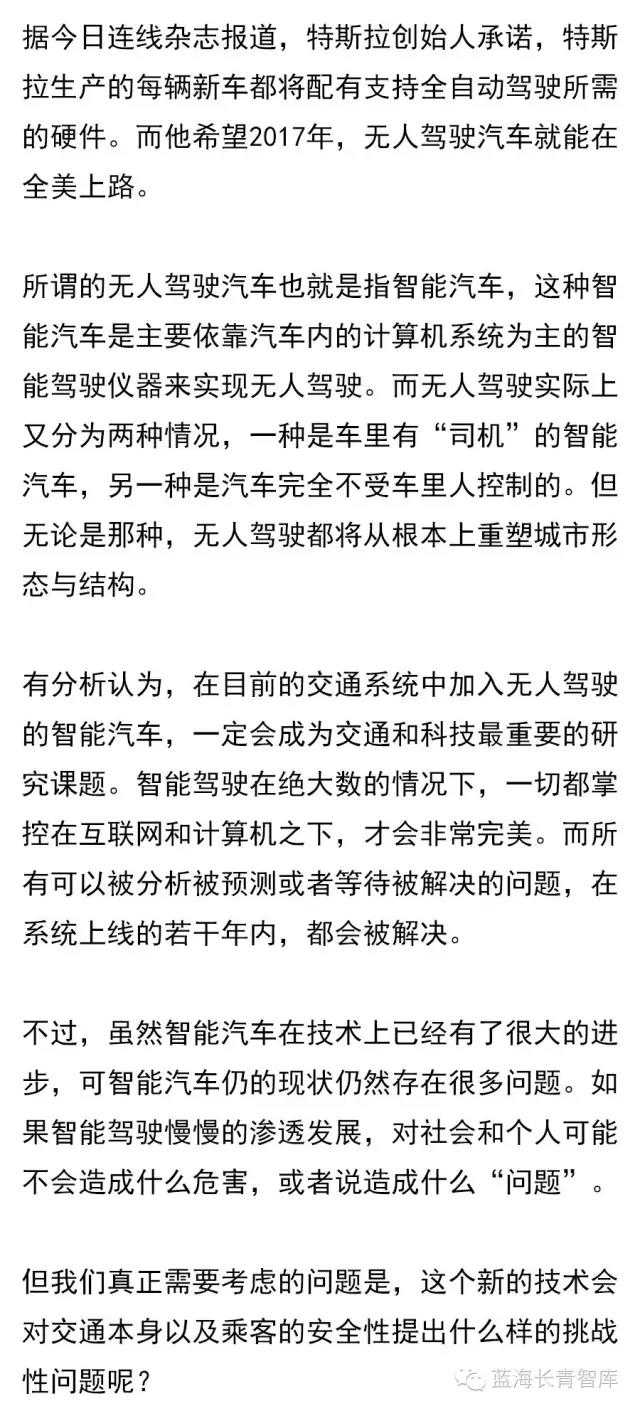 据今日连线杂志报道，特斯拉创始人承诺，特斯
拉生产的每辆新车都将配有支持全自动驾驶所需
的硬件。而他希望2017年，无人驾驶汽车就能在
全美上路。
所谓的无人驾驶汽车也就是指智能汽车，这种智
能汽车是主要依靠汽车内的计算机系统为主的智
能驾驶仪器来实现无人驾驶。而无人驾驶实际上
又分为两种情况，一种是车里有“司机”的智能
汽车，另一种是汽车完全不受车里人控制的。但
无论是那种，无人驾驶都将从根本上重塑城市形
态与结构。
有分析认为，在目前的交通系统中加入无人驾驶
的智能汽车，一定会成为交通和科技最重要的研
究课题。智能驾驶在绝大数的情况下，一切都掌
控在互联网和计算机之下，才会非常完美。而所
有可以被分析被预测或者等待被解决的问题，在
系统上线的若干年内，都会被解决。
不过，虽然智能汽车在技术上已经有了很大的进
步，可智能汽车仍的现状仍然存在很多问题。如
果智能驾驶慢慢的渗透发展，对社会和个人可能
不会造成什么危害，或者说造成什么“问题”。
但我们真正需要考虑的问题是，这个新的技术会
对交通本身以及乘客的安全性提出什么样的挑战
性问题呢？
蓝海长青智库